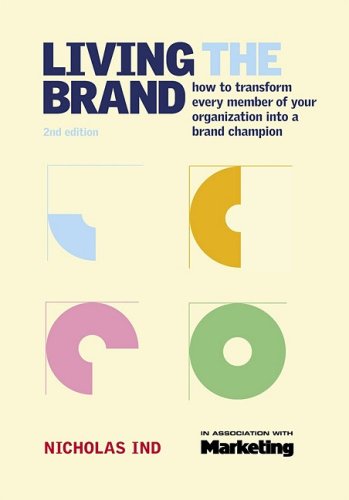 LIVING THE
BRAND
how to transform
every member of your
organization into a
brand champion
2nd edition
NICHOLAS IND
IN ASSOCIATION WITH
Marketing